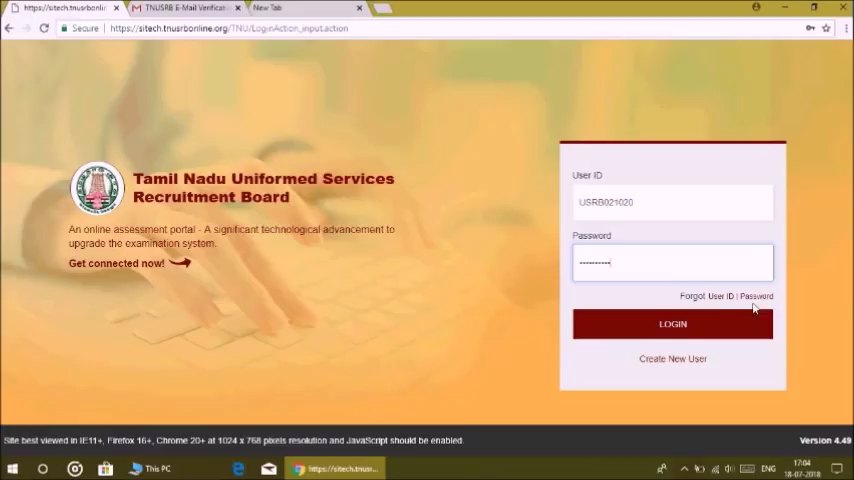 https://sitech.tnusrbonlin
TNUSRB E-Mail Verificati
New Tab
Secure
https://sitech.tnusrbonline.org/TNU/LoginAction_input.action
Tamil Nadu Uniformed Services
Recruitment Board
An online assessment portal - A significant technological advancement to
upgrade the examination system.
Get connected now!
User ID
USRB021020
Password
----------
Forgot User ID | Password
LOGIN
Create New User
Site best viewed in IE11+, Firefox 16+, Chrome 20+ at 1024 x 768 pixels resolution and JavaScript should be enabled.
Version 4.49
This PC
https://sitech.tnusr...
ENG
17:04
18-07-2018